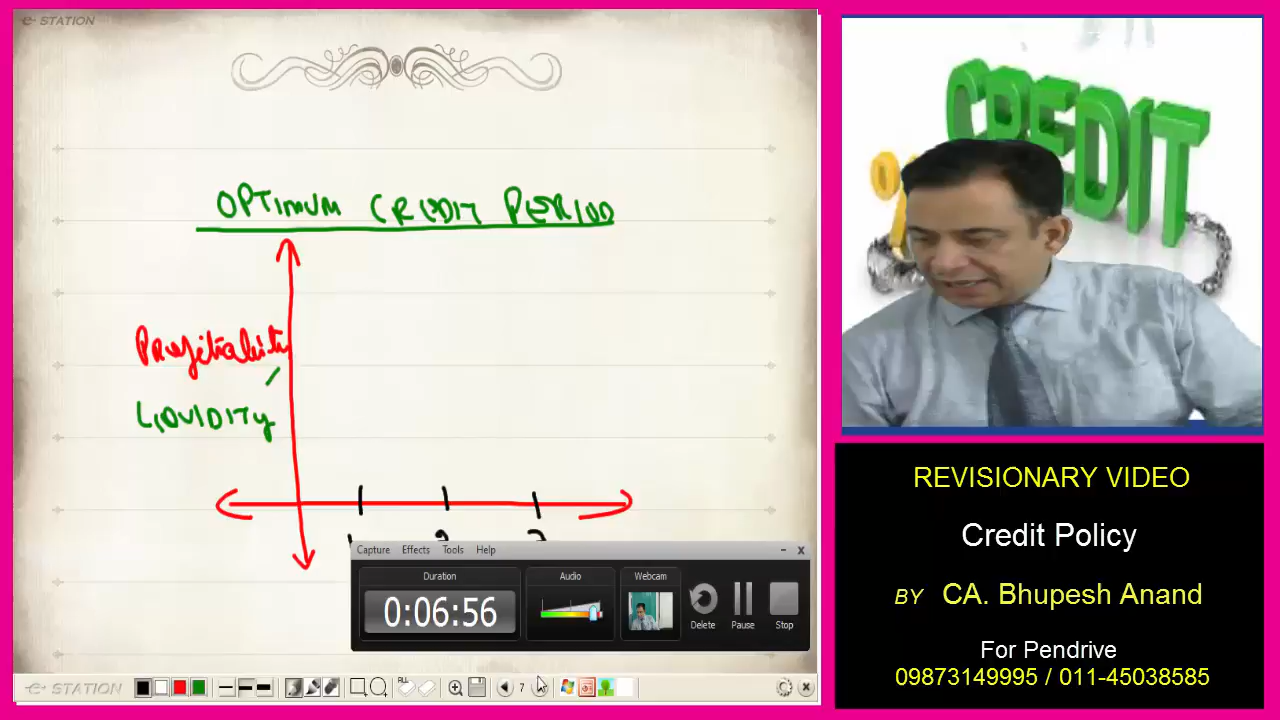 e-STATION
OPTIMUM CREDIT PERIOD
Profitability
LIQUIDITY
Capture Effects Tools Help
Duration
0:06:56
Audio
Webcam
Delete
Pause
Stop
e-STATION
7
CREDIT
REVISIONARY VIDEO
Credit Policy
BY CA. Bhupesh Anand
For Pendrive
09873149995 / 011-45038585